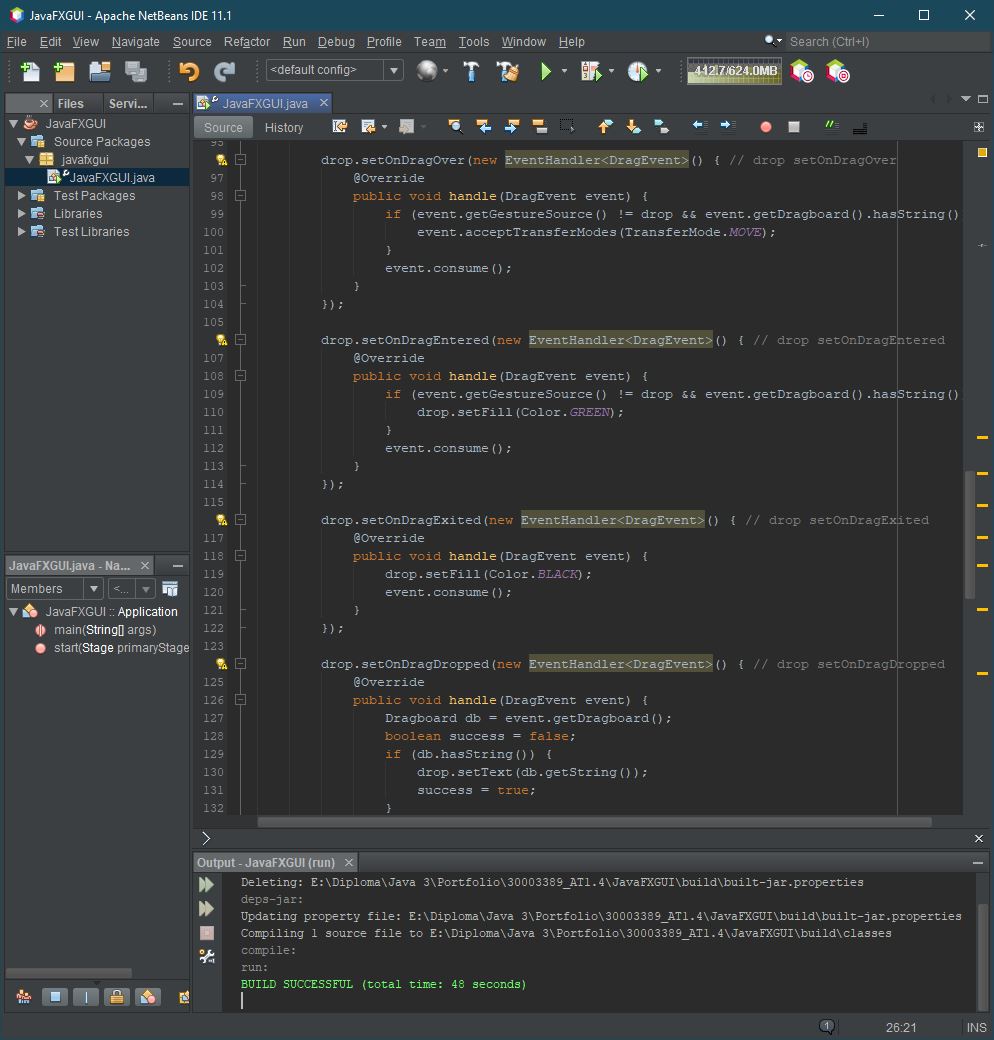 JavaFXGUI - Apache NetBeans IDE 11.1
File Edit View Navigate Source Refactor Run Debug Profile Team Tools Window Help
Search (Ctrl+I)
<default config>
412.7/624.0MB
Files Servi...
JavaFXGUI
Source Packages
javafxgui
JavaFXGUI.java
Test Packages
Libraries
Test Libraries
JavaFXGUI.java - Na...
Members <...
JavaFXGUI :: Application
main(String[] args)
start(Stage primaryStage
JavaFXGUI.java
Source History
95
drop.setOnDragOver(new EventHandler<DragEvent>() { // drop setOnDragOver
97 @Override
98 public void handle(DragEvent event) {
99 if (event.getGestureSource() != drop && event.getDragboard().hasString()
100 event.acceptTransferModes(TransferMode.MOVE);
101 }
102 event.consume();
103 }
104 });
105
drop.setOnDragEntered(new EventHandler<DragEvent>() { // drop setOnDragEntered
107 @Override
108 public void handle(DragEvent event) {
109 if (event.getGestureSource() != drop && event.getDragboard().hasString()
110 drop.setFill(Color.GREEN);
111 }
112 event.consume();
113 }
114 });
115
drop.setOnDragExited(new EventHandler<DragEvent>() { // drop setOnDragExited
117 @Override
118 public void handle(DragEvent event) {
119 drop.setFill(Color.BLACK);
120 event.consume();
121 }
122 });
123
drop.setOnDragDropped(new EventHandler<DragEvent>() { // drop setOnDragDropped
125 @Override
126 public void handle(DragEvent event) {
127 Dragboard db = event.getDragboard();
128 boolean success = false;
129 if (db.hasString()) {
130 drop.setText(db.getString());
131 success = true;
132 }
Output - JavaFXGUI (run)
Deleting: E:\Diploma\Java 3\Portfolio\30003389_AT1.4\JavaFXGUI\build\built-jar.properties
deps-jar:
Updating property file: E:\Diploma\Java 3\Portfolio\30003389_AT1.4\JavaFXGUI\build\built-jar.properties
Compiling 1 source file to E:\Diploma\Java 3\Portfolio\30003389_AT1.4\JavaFXGUI\build\classes
compile:
run:
BUILD SUCCESSFUL (total time: 48 seconds)
1 26:21 INS